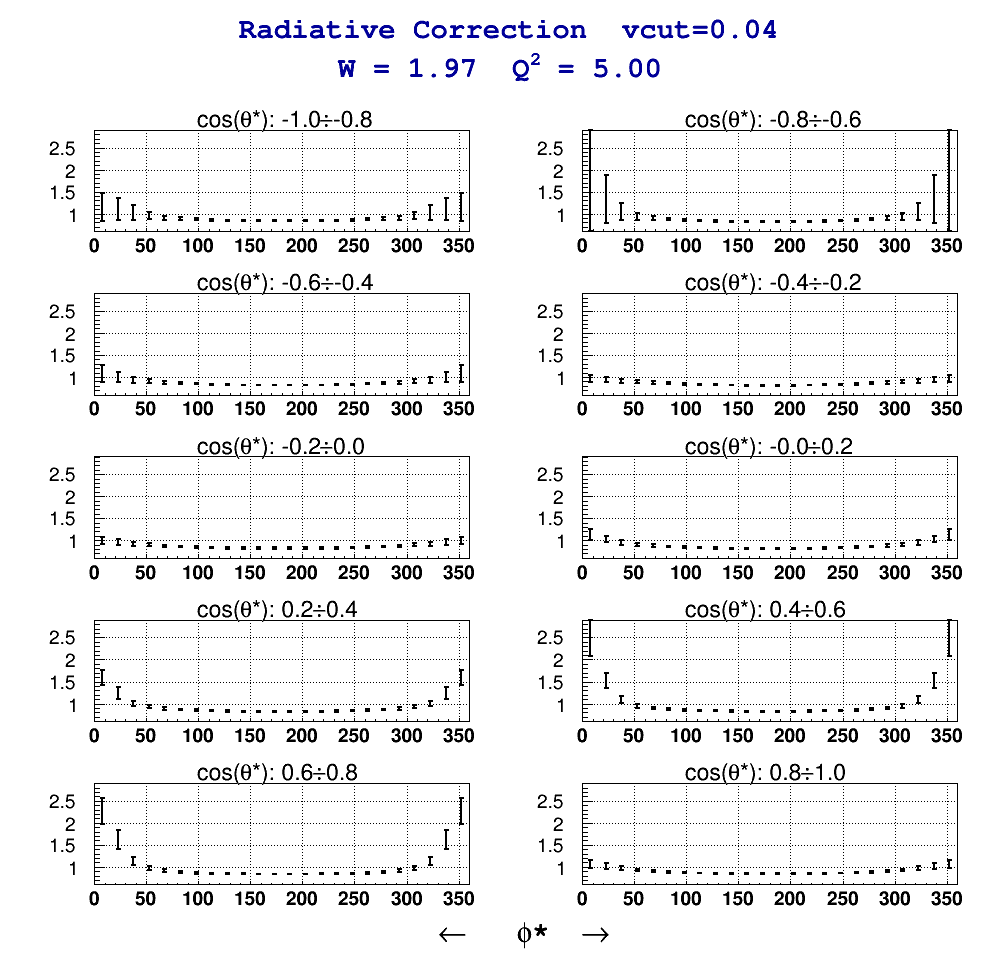 Radiative Correction vcut=0.04
W = 1.97 Q² = 5.00
cos(θ*): -1.0÷-0.8
2.5
2
1.5
1
0 50 100 150 200 250 300 350
cos(θ*): -0.8÷-0.6
2.5
2
1.5
1
0 50 100 150 200 250 300 350
cos(θ*): -0.6÷-0.4
2.5
2
1.5
1
0 50 100 150 200 250 300 350
cos(θ*): -0.4÷-0.2
2.5
2
1.5
1
0 50 100 150 200 250 300 350
cos(θ*): -0.2÷0.0
2.5
2
1.5
1
0 50 100 150 200 250 300 350
cos(θ*): -0.0÷0.2
2.5
2
1.5
1
0 50 100 150 200 250 300 350
cos(θ*): 0.2÷0.4
2.5
2
1.5
1
0 50 100 150 200 250 300 350
cos(θ*): 0.4÷0.6
2.5
2
1.5
1
0 50 100 150 200 250 300 350
cos(θ*): 0.6÷0.8
2.5
2
1.5
1
0 50 100 150 200 250 300 350
cos(θ*): 0.8÷1.0
2.5
2
1.5
1
0 50 100 150 200 250 300 350
← ϕ* →